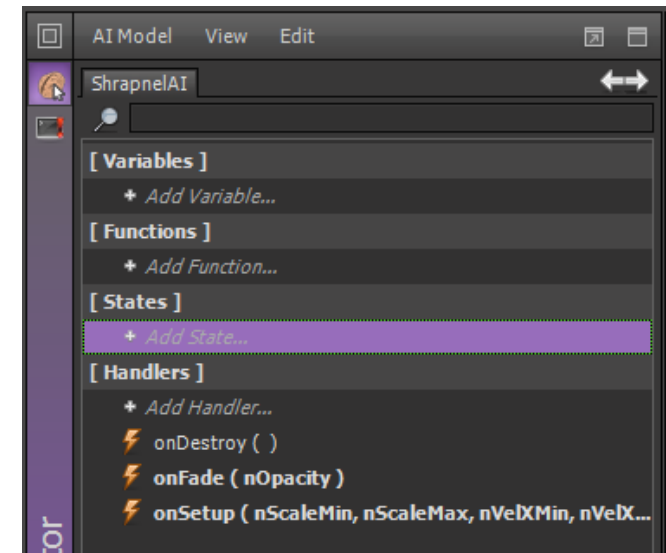 AI Model View Edit
ShrapnelAI
[ Variables ]
+ Add Variable...
[ Functions ]
+ Add Function...
[ States ]
+ Add State...
[ Handlers ]
+ Add Handler...
onDestroy ( )
onFade ( nOpacity )
onSetup ( nScaleMin, nScaleMax, nVelXMin, nVelX...
tor